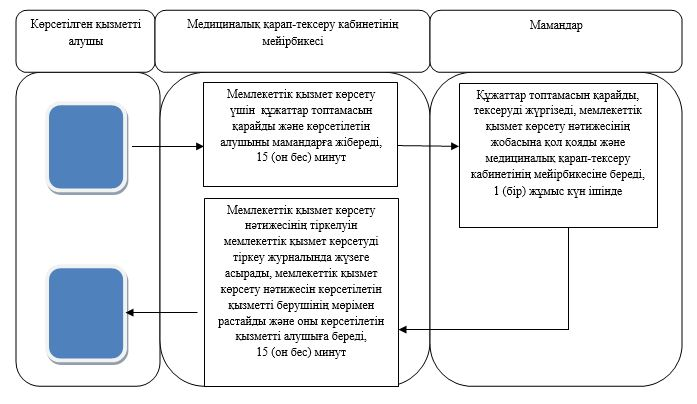 Көрсетілген қызметті
алушы
Медициналық қарап-тексеру кабинетінің
мейірбикесі
Мамандар
Мемлекеттік қызмет көрсету
үшін құжаттар топтамасын
қарайды және көрсетілетін
алушыны мамандарға жібереді,
15 (он бес) минут
Құжаттар топтамасын қарайды,
тексеруді жүргізеді, мемлекеттік
қызмет көрсету нәтижесінің
жобасына қол қояды және
медициналық қарап-тексеру
кабинетінің мейірбикесіне береді,
1 (бір) жұмыс күн ішінде
Мемлекеттік қызмет көрсету
нәтижесінің тіркелуін
мемлекеттік қызмет көрсетуді
тіркеу журналында жүзеге
асырады, мемлекеттік қызмет
көрсету нәтижесін көрсетілетін
қызметті берушінің мөрімен
растайды және оны көрсетілетін
қызметті алушыға береді,
15 (он бес) минут